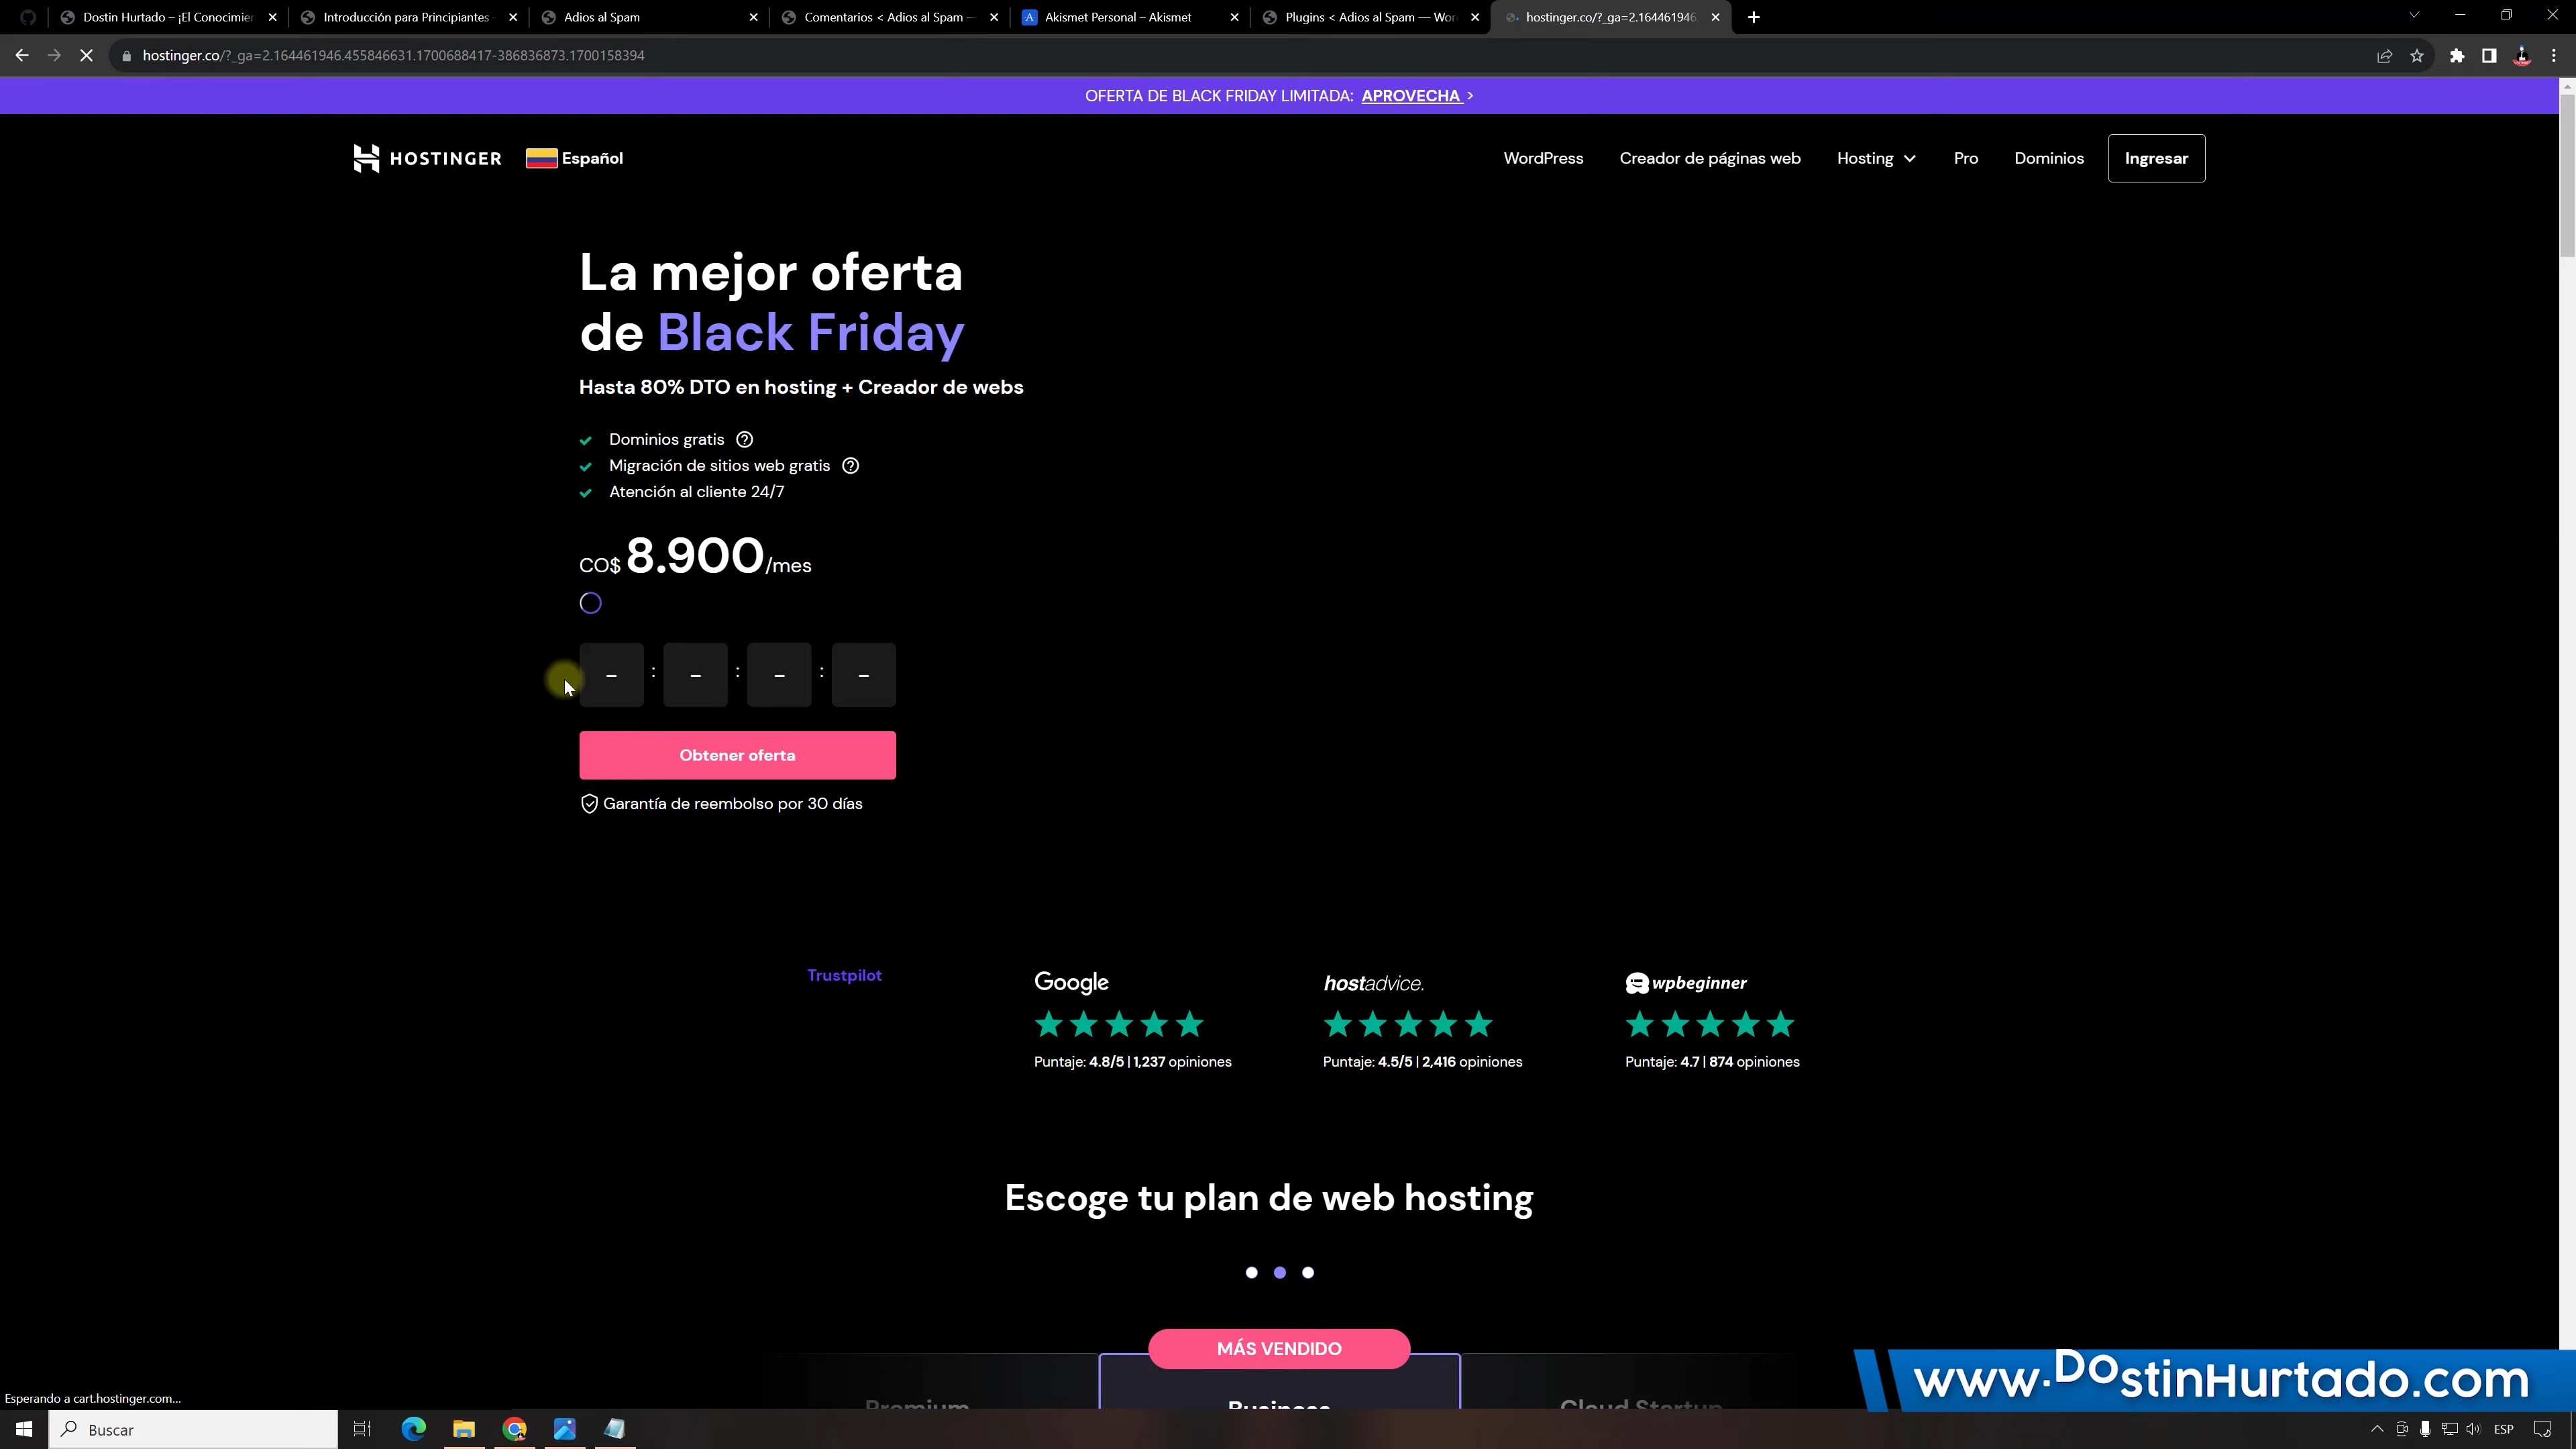 Dostin Hurtado – ¡El Conocimie
Introducción para Principiantes
Adios al Spam
Comentarios < Adios al Spam —
Akismet Personal – Akismet
Plugins < Adios al Spam — Wor
hostinger.co/?_ga=2.164461946.
hostinger.co/?_ga=2.164461946.455846631.1700688417-386836873.1700158394
OFERTA DE BLACK FRIDAY LIMITADA: APROVECHA >
HOSTINGER
Español
WordPress
Creador de páginas web
Hosting
Pro
Dominios
Ingresar
La mejor oferta
de Black Friday
Hasta 80% DTO en hosting + Creador de webs
Dominios gratis
Migración de sitios web gratis
Atención al cliente 24/7
CO$ 8.900/mes
– : – : – : –
Obtener oferta
Garantía de reembolso por 30 días
Trustpilot
Google
Puntaje: 4.8/5 | 1,237 opiniones
hostadvice.
Puntaje: 4.5/5 | 2,416 opiniones
wpbeginner
Puntaje: 4.7 | 874 opiniones
Escoge tu plan de web hosting
MÁS VENDIDO
Premium
Business
Cloud Startup
www.DostinHurtado.com
Esperando a cart.hostinger.com...
Buscar
ESP